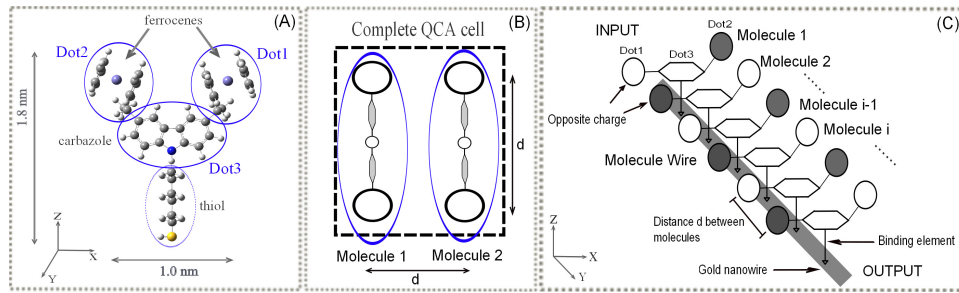 (A)
ferrocenes
Dot2
Dot1
1.8 nm
carbazole
Dot3
thiol
Z
X
Y
1.0 nm
(B)
Complete QCA cell
d
Molecule 1
Molecule 2
d
(C)
INPUT
Dot2
Dot1
Dot3
Molecule 1
Molecule 2
Opposite charge
Molecule i-1
Molecule i
Molecule Wire
Distance d between
molecules
Binding element
Z
X
Y
Gold nanowire
OUTPUT